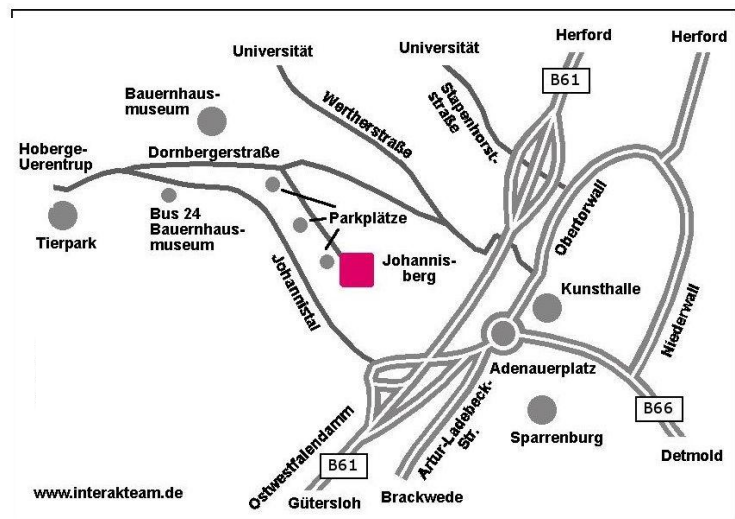 Herford
Herford
Universität
Universität
B61
Bauernhaus-
museum
Stapenhorst-
straße
Wertherstraße
Hoberge-
Uerentrup
Dornbergerstraße
Obertorwall
Bus 24
Bauernhaus-
museum
Parkplätze
Tierpark
Johannis-
berg
Johannistal
Kunsthalle
Niederwall
Adenauerplatz
Artur-Ladebeck-
Str.
B66
Sparrenburg
Ostwestfalendamm
Detmold
B61
www.interakteam.de
Gütersloh
Brackwede